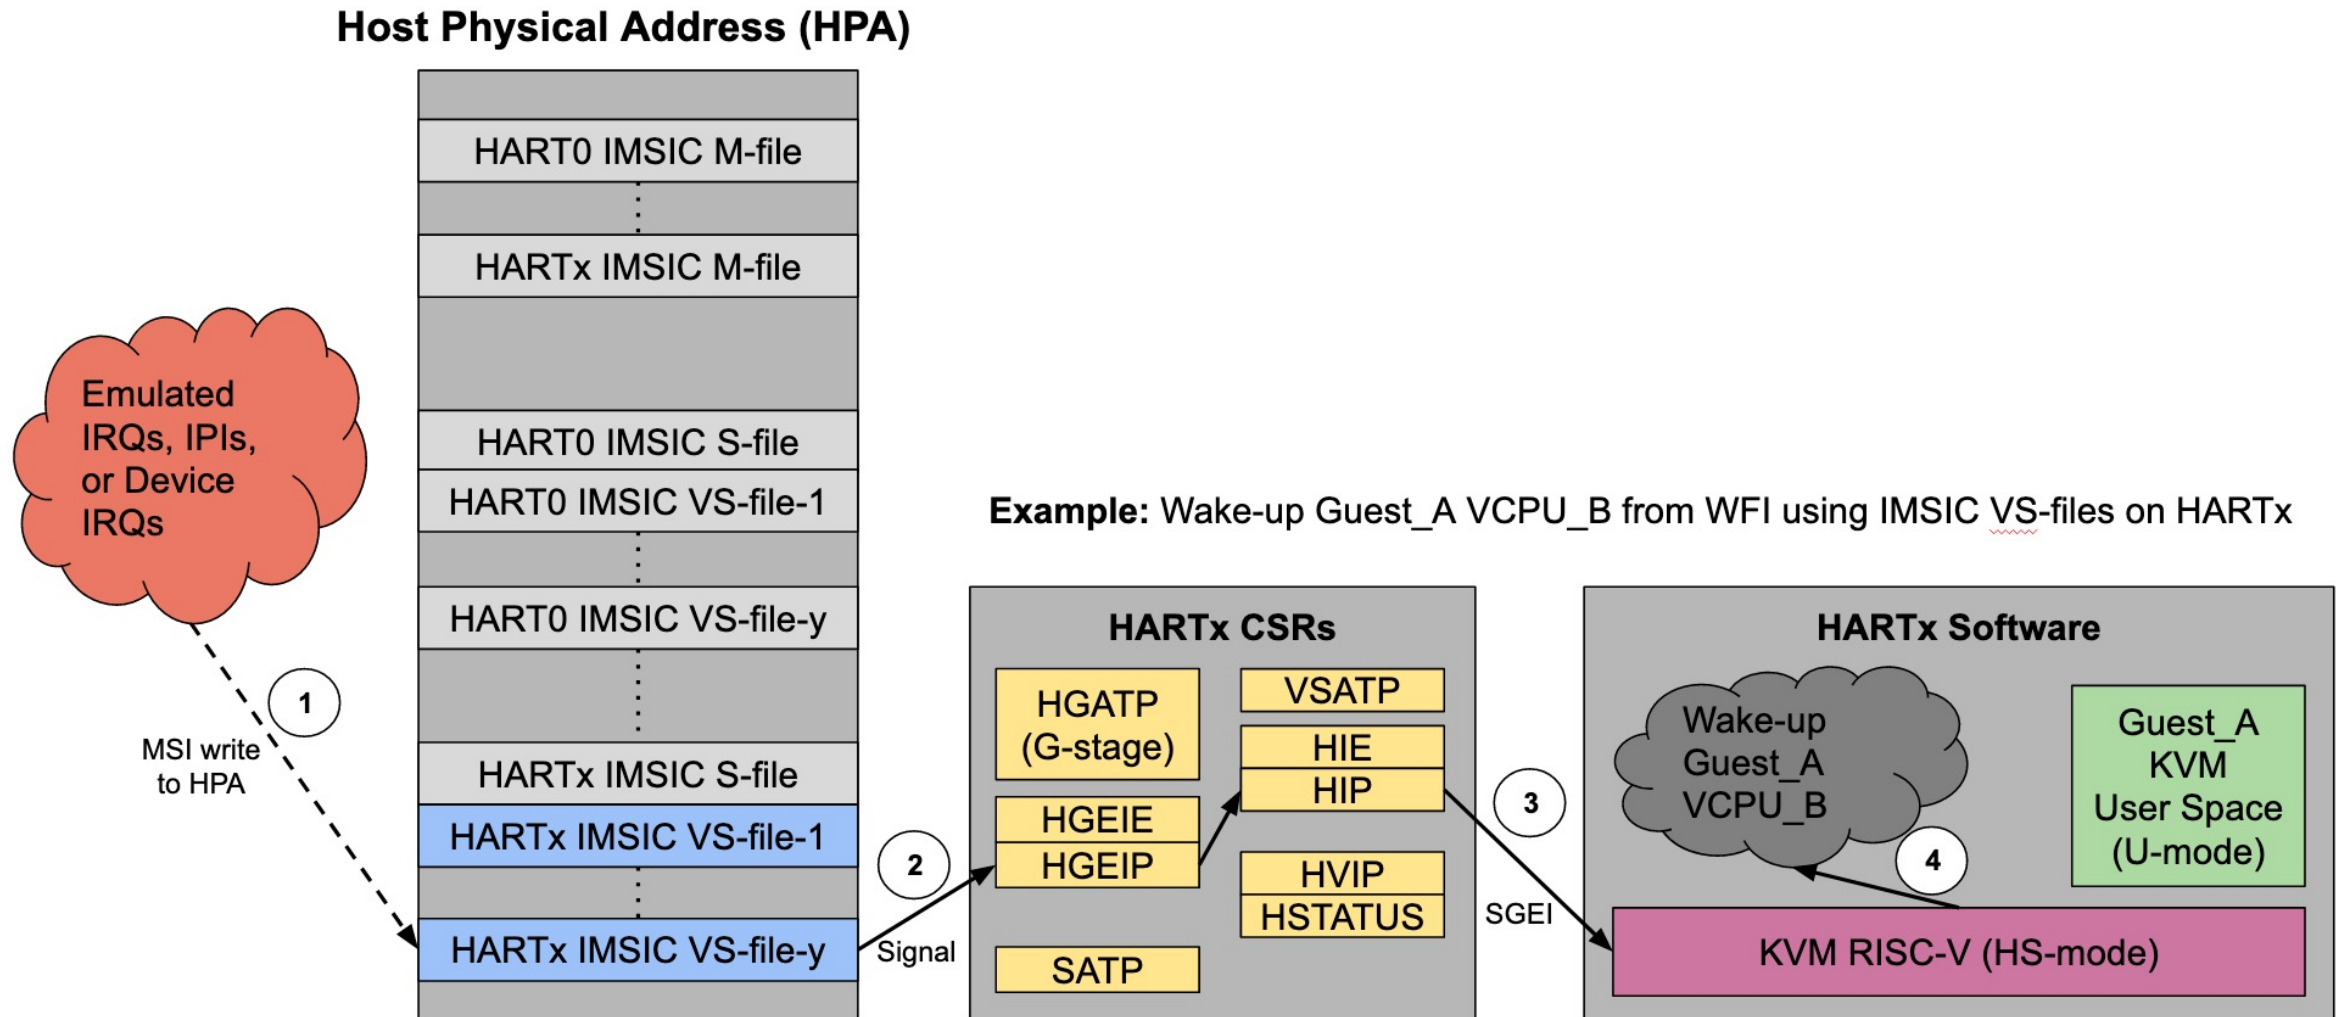 Host Physical Address (HPA)
HART0 IMSIC M-file
HARTx IMSIC M-file
Emulated
IRQs, IPIs,
or Device
IRQs
HART0 IMSIC S-file
HART0 IMSIC VS-file-1
HART0 IMSIC VS-file-y
HARTx IMSIC S-file
HARTx IMSIC VS-file-1
HARTx IMSIC VS-file-y
1
MSI write
to HPA
2
Signal
Example: Wake-up Guest_A VCPU_B from WFI using IMSIC VS-files on HARTx
HARTx CSRs
HGATP
(G-stage)
HGEIE
HGEIP
SATP
VSATP
HIE
HIP
HVIP
HSTATUS
3
SGEI
HARTx Software
Wake-up
Guest_A
VCPU_B
4
Guest_A
KVM
User Space
(U-mode)
KVM RISC-V (HS-mode)